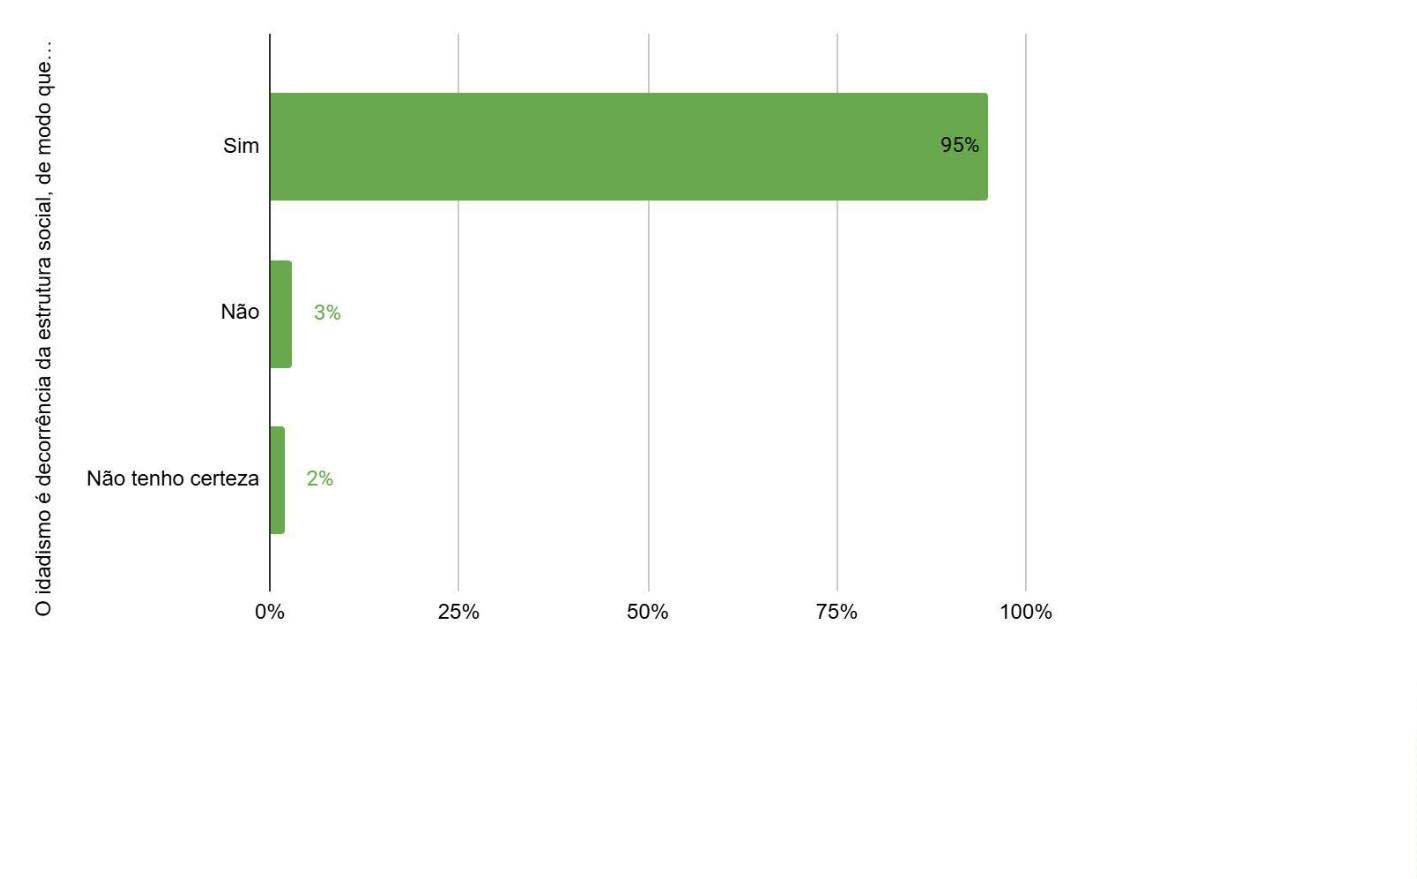 O idadismo é decorrência da estrutura social, de modo que…
Sim
95%
Não
3%
Não tenho certeza
2%
0%
25%
50%
75%
100%